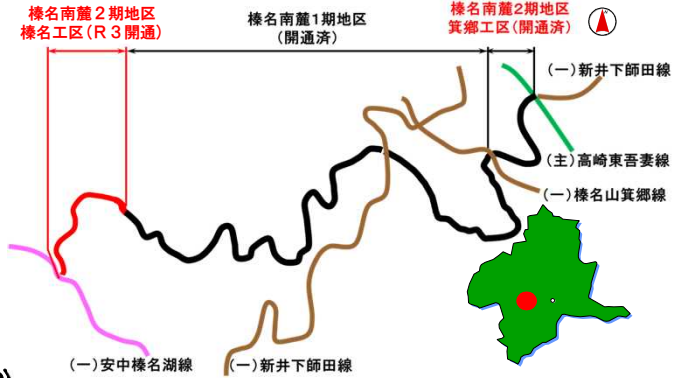 榛名南麓２期地区
榛名工区(Ｒ３開通)
榛名南麓1期地区
(開通済)
榛名南麓2期地区
箕郷工区(開通済)
(一)新井下師田線
(主)高崎東吾妻線
(一)榛名山箕郷線
(一)安中榛名湖線
(一)新井下師田線